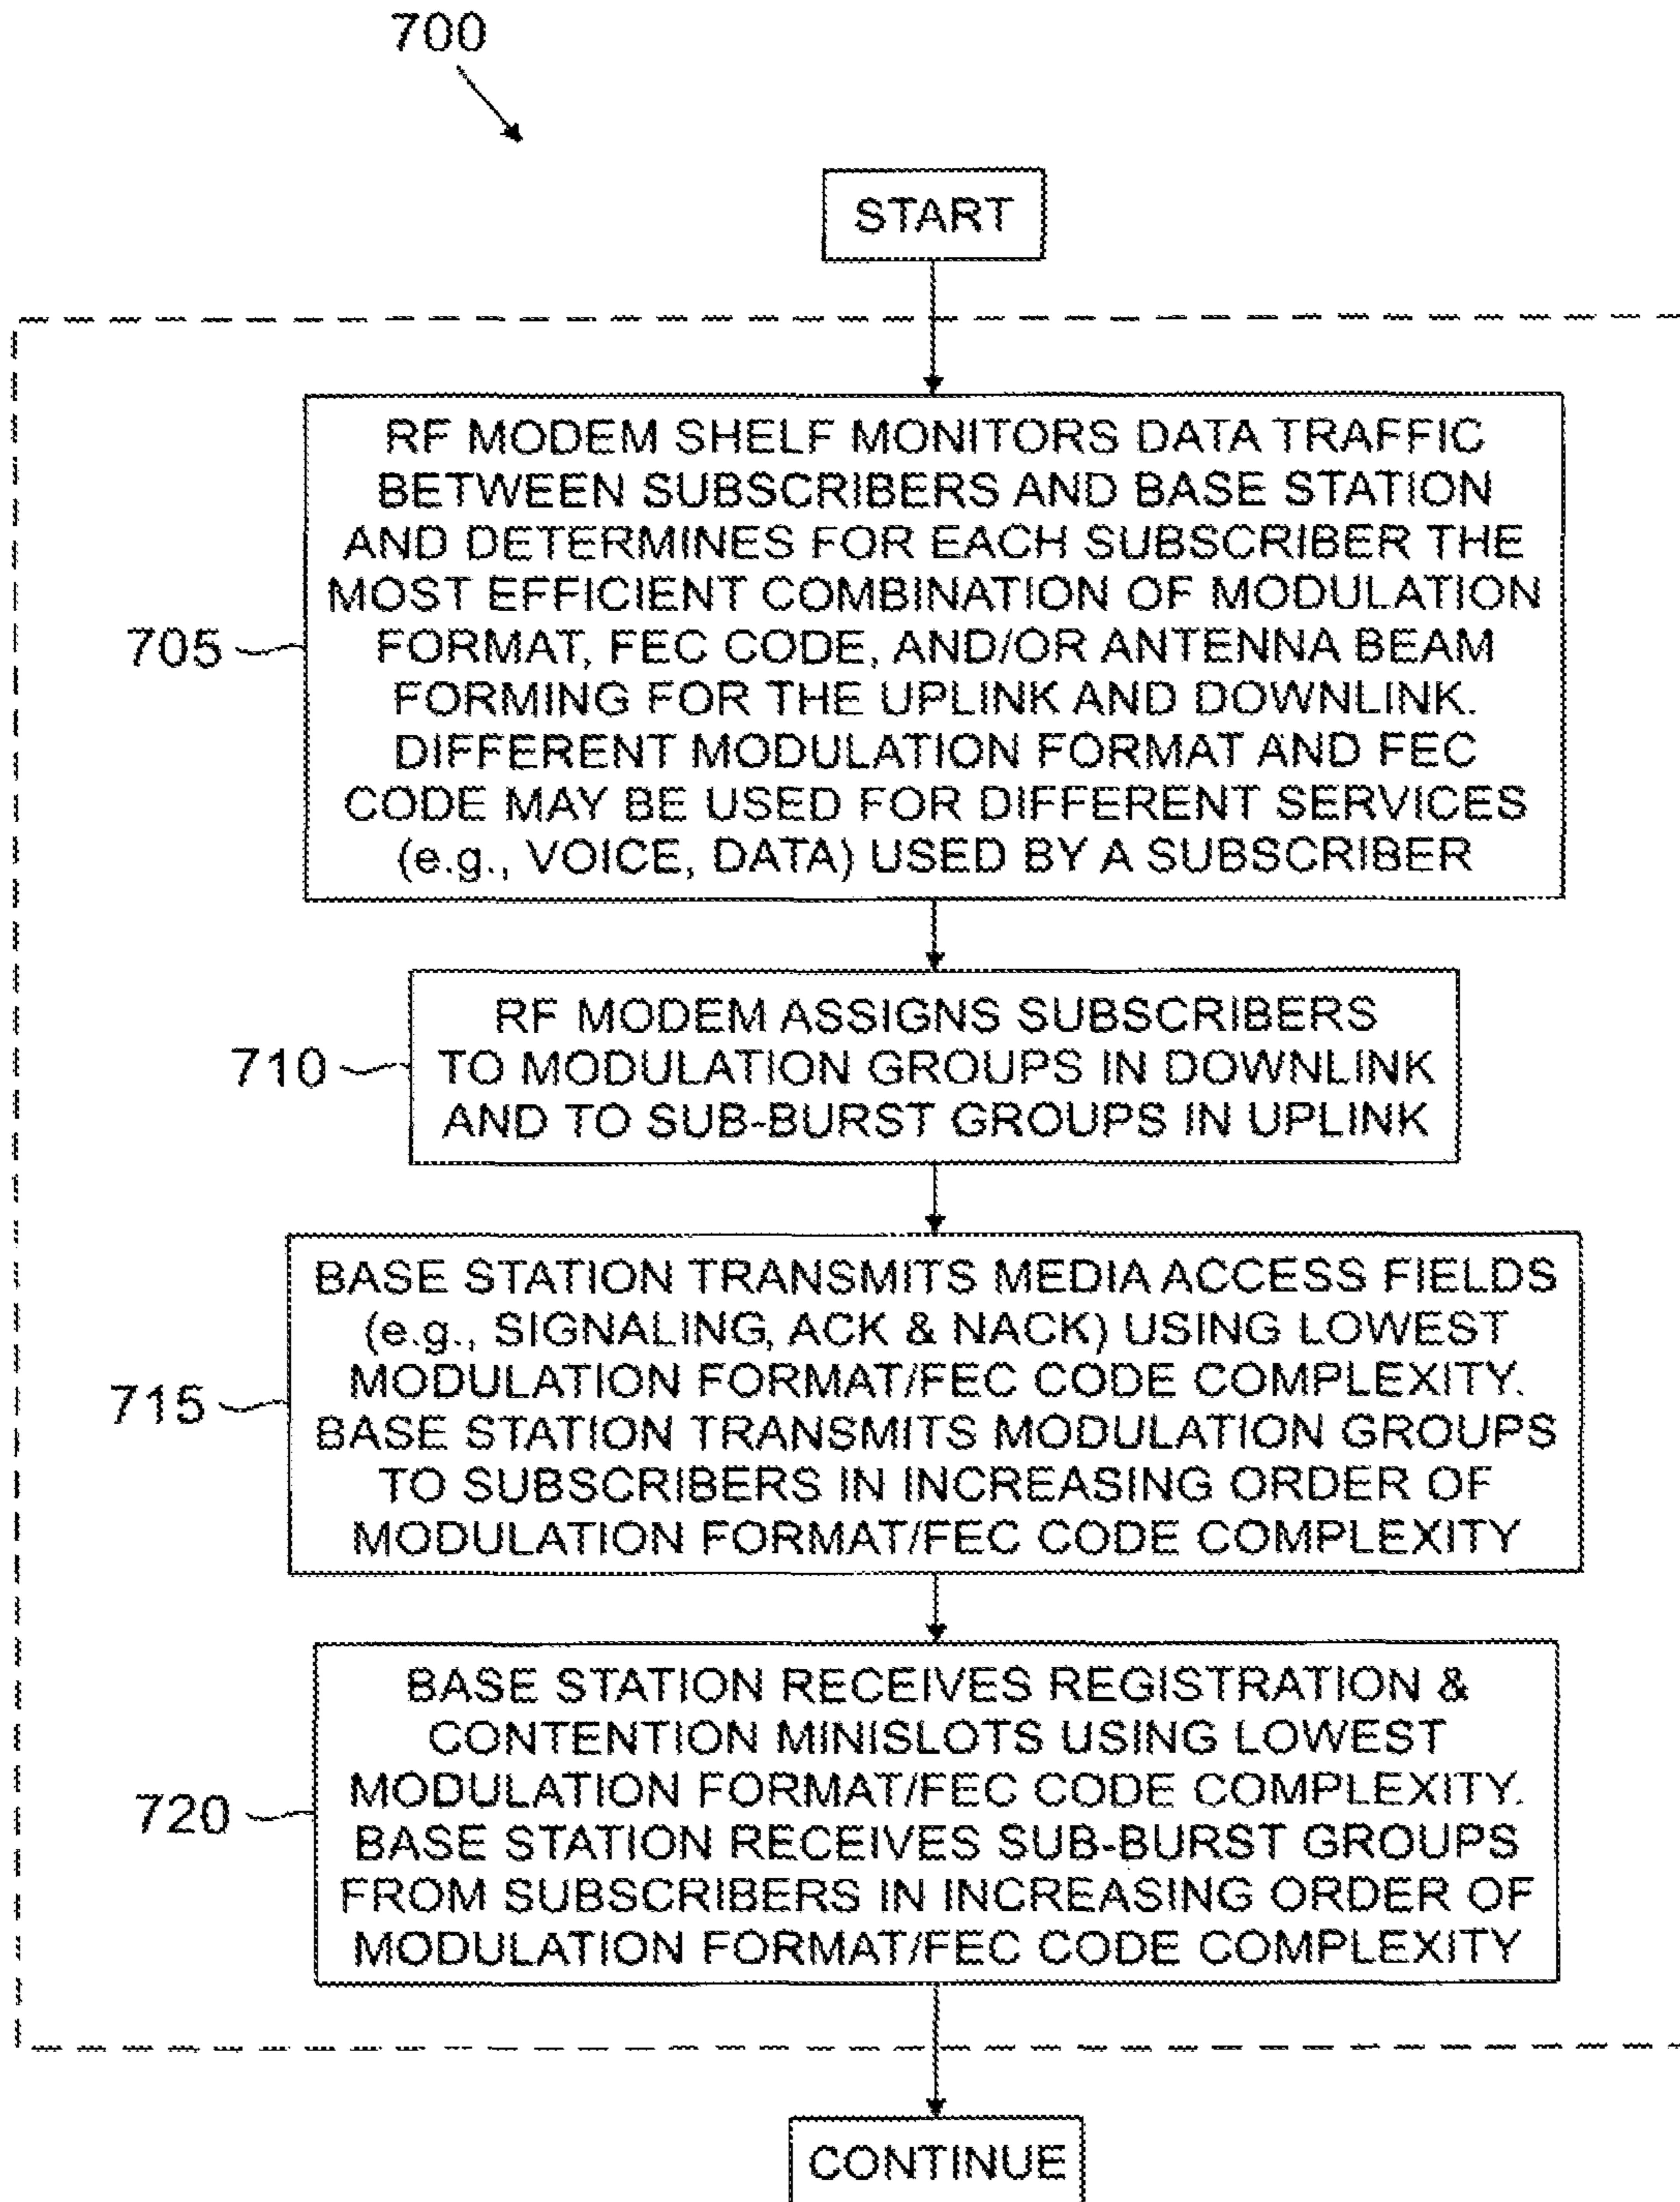 700
START
RF MODEM SHELF MONITORS DATA TRAFFIC
BETWEEN SUBSCRIBERS AND BASE STATION
AND DETERMINES FOR EACH SUBSCRIBER THE
MOST EFFICIENT COMBINATION OF MODULATION
FORMAT, FEC CODE, AND/OR ANTENNA BEAM
FORMING FOR THE UPLINK AND DOWNLINK.
DIFFERENT MODULATION FORMAT AND FEC
CODE MAY BE USED FOR DIFFERENT SERVICES
(e.g., VOICE, DATA) USED BY A SUBSCRIBER
705
RF MODEM ASSIGNS SUBSCRIBERS
TO MODULATION GROUPS IN DOWNLINK
AND TO SUB-BURST GROUPS IN UPLINK
710
BASE STATION TRANSMITS MEDIA ACCESS FIELDS
(e.g., SIGNALING, ACK & NACK) USING LOWEST
MODULATION FORMAT/FEC CODE COMPLEXITY.
BASE STATION TRANSMITS MODULATION GROUPS
TO SUBSCRIBERS IN INCREASING ORDER OF
MODULATION FORMAT/FEC CODE COMPLEXITY
715
BASE STATION RECEIVES REGISTRATION &
CONTENTION MINISLOTS USING LOWEST
MODULATION FORMAT/FEC CODE COMPLEXITY.
BASE STATION RECEIVES SUB-BURST GROUPS
FROM SUBSCRIBERS IN INCREASING ORDER OF
MODULATION FORMAT/FEC CODE COMPLEXITY
720
CONTINUE